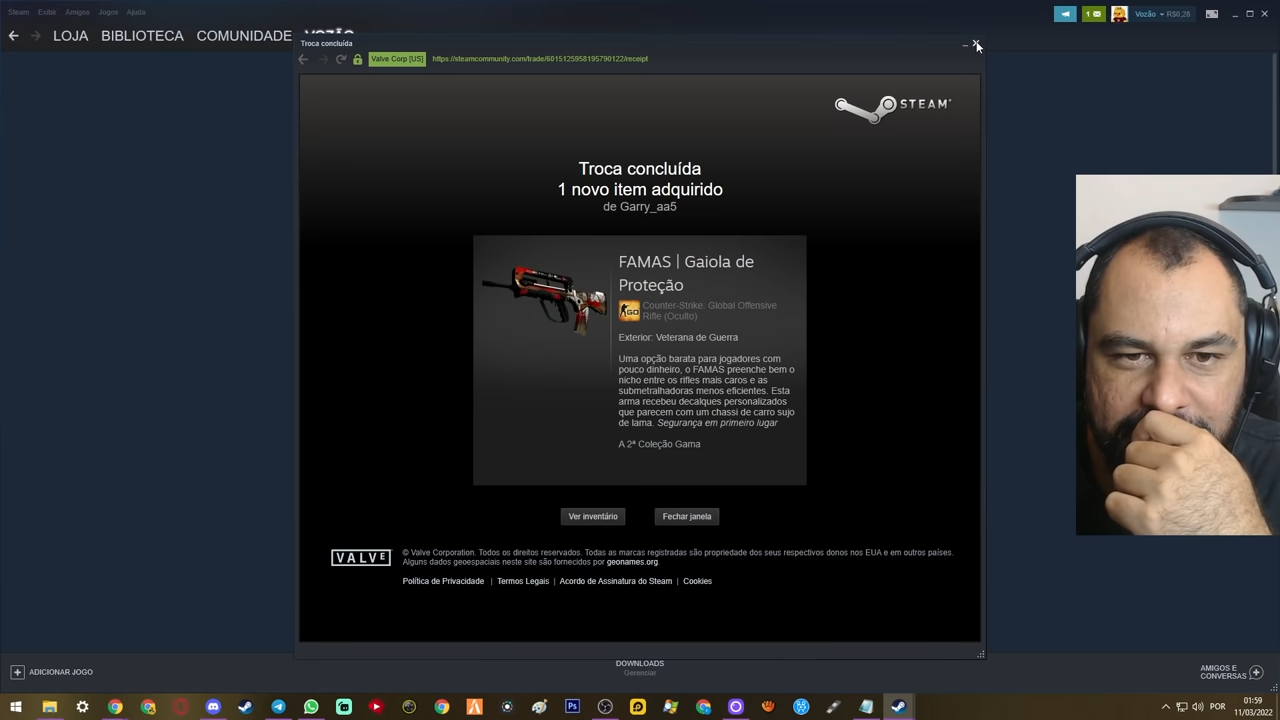 Steam Exibir Amigos Jogos Ajuda
1
Vozão R$0,28
LOJA BIBLIOTECA COMUNIDADE VOZÃO
Troca concluída
Valve Corp [US] https://steamcommunity.com/trade/6015125958195790122/receipt
STEAM
Troca concluída
1 novo item adquirido
de Garry_aa5
FAMAS | Gaiola de
Proteção
Counter-Strike: Global Offensive
Rifle (Oculto)
Exterior: Veterana de Guerra
Uma opção barata para jogadores com
pouco dinheiro, o FAMAS preenche bem o
nicho entre os rifles mais caros e as
submetralhadoras menos eficientes. Esta
arma recebeu decalques personalizados
que parecem com um chassi de carro sujo
de lama. Segurança em primeiro lugar
A 2ª Coleção Gama
Ver inventário Fechar janela
VALVE
© Valve Corporation. Todos os direitos reservados. Todas as marcas registradas são propriedade dos seus respectivos donos nos EUA e em outros países.
Alguns dados geoespaciais neste site são fornecidos por geonames.org.
Política de Privacidade | Termos Legais | Acordo de Assinatura do Steam | Cookies
ADICIONAR JOGO
DOWNLOADS
Gerenciar
AMIGOS E
CONVERSAS
POR
01:59
11/03/2022